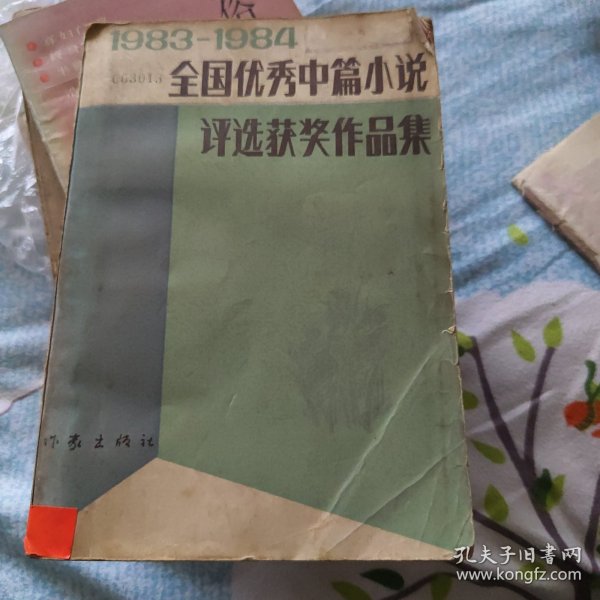 1983-1984
063013
全国优秀中篇小说
评选获奖作品集
作家出版社
孔夫子旧书网
www.kongfz.com